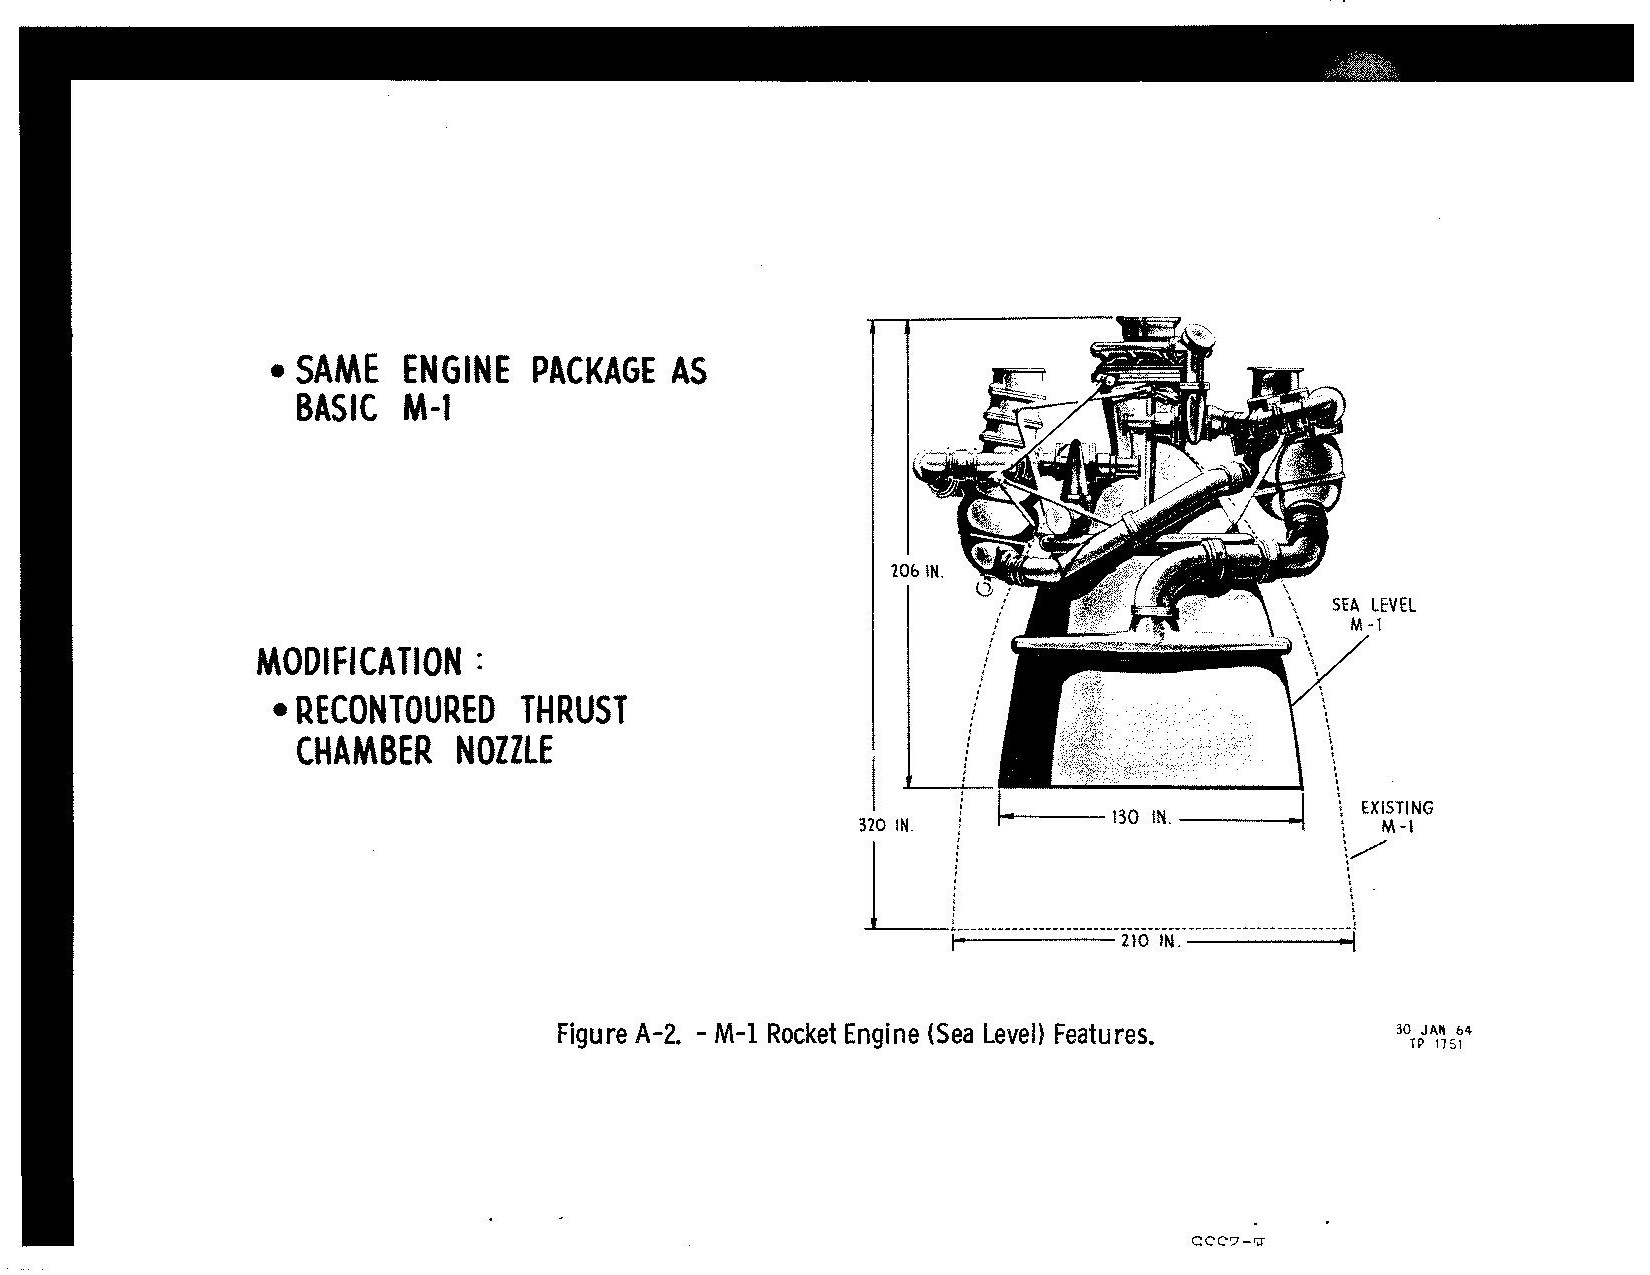 • SAME ENGINE PACKAGE AS
BASIC M-1
MODIFICATION :
• RECONTOURED THRUST
CHAMBER NOZZLE
206 IN.
SEA LEVEL
M-1
320 IN.
130 IN.
EXISTING
M-1
210 IN.
Figure A-2. - M-1 Rocket Engine (Sea Level) Features.
30 JAN 64
TP 1751